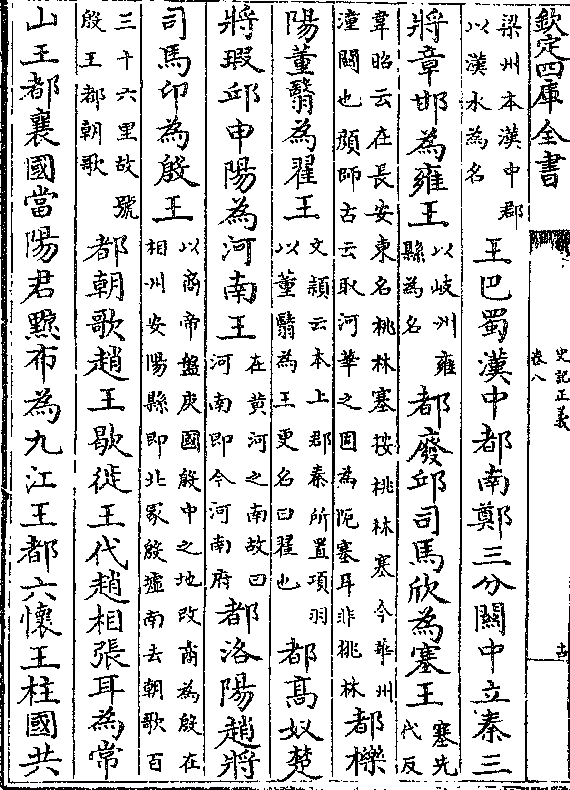 欽定四庫全書
史記正義
卷八
梁州本漢中郡
以漢水為名
王巴蜀漢中都南鄭三分關中立秦三
將章邯為雍王
以岐州雍
縣為名
都廢邱司馬欣為塞王
塞先
代反
韋昭云在長安東名桃林塞按桃林塞今華州
潼關也顔師古云取河華之固為阨塞耳非桃林
都櫟
陽董翳為翟王
文頴云本上郡秦所置項羽
以董翳為王更名曰翟也
都高奴楚
將瑕邱申陽為河南王
在黄河之南故曰
河南即今河南府
都洛陽趙將
司馬卬為殷王
以商帝盤庚國殷中之地改商為殷在
相州安陽縣即北冢殷墟南去朝歌百
三十六里故號
殷王都朝歌
都朝歌趙王歇徙王代趙相張耳為常
山王都襄國當陽君黥布為九江王都六懷王柱國共